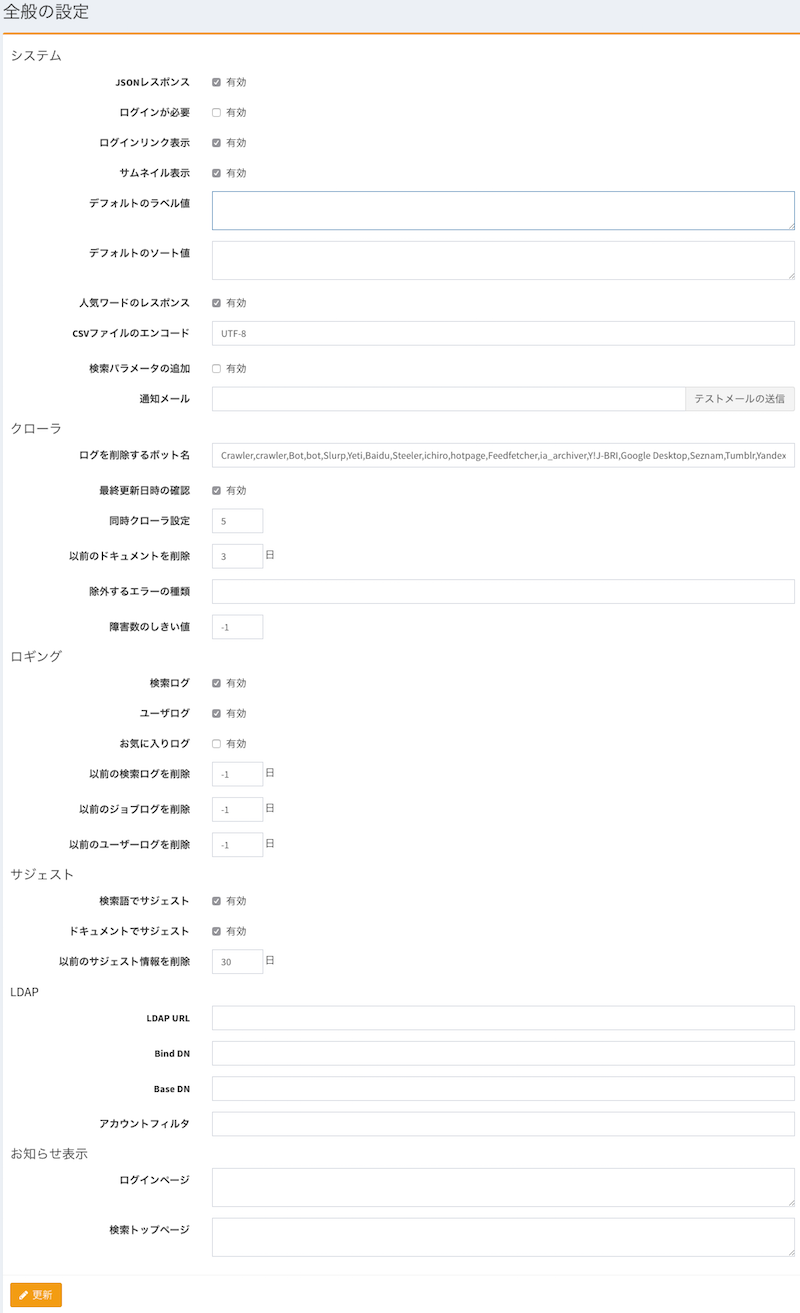 全般の設定
システム
JSONレスポンス 有効
ログインが必要 有効
ログインリンク表示 有効
サムネイル表示 有効
デフォルトのラベル値
デフォルトのソート値
人気ワードのレスポンス 有効
CSVファイルのエンコード UTF-8
検索パラメータの追加 有効
通知メール テストメールの送信
クローラ
ログを削除するボット名 Crawler,crawler,Bot,bot,Slurp,Yeti,Baidu,Steeler,ichiro,hotpage,Feedfetcher,ia_archiver,Y!J-BRI,Google Desktop,Seznam,Tumblr,Yandex
最終更新日時の確認 有効
同時クローラ設定 5
以前のドキュメントを削除 3 日
除外するエラーの種類
障害数のしきい値 -1
ロギング
検索ログ 有効
ユーザログ 有効
お気に入りログ 有効
以前の検索ログを削除 -1 日
以前のジョブログを削除 -1 日
以前のユーザーログを削除 -1 日
サジェスト
検索語でサジェスト 有効
ドキュメントでサジェスト 有効
以前のサジェスト情報を削除 30 日
LDAP
LDAP URL
Bind DN
Base DN
アカウントフィルタ
お知らせ表示
ログインページ
検索トップページ
更新